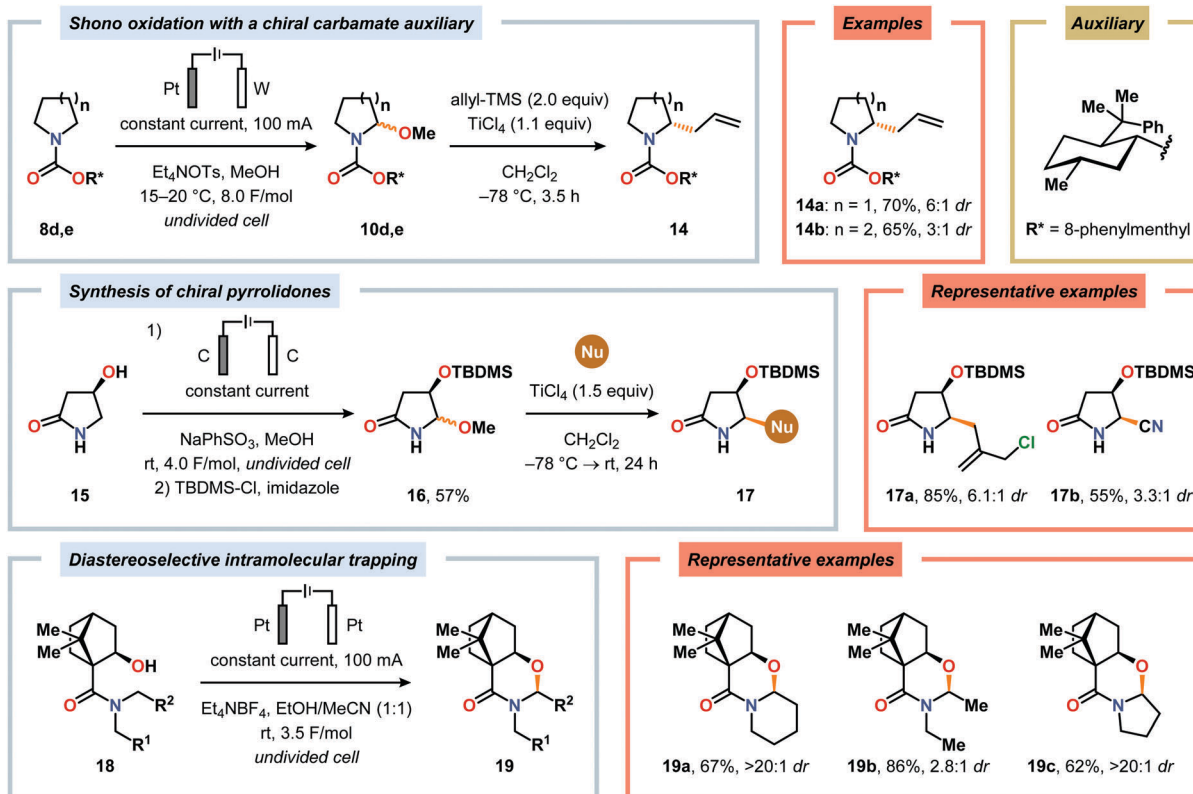 Shono oxidation with a chiral carbamate auxiliary
Pt
W
constant current, 100 mA
Et₄NOTs, MeOH
15–20 °C, 8.0 F/mol
undivided cell
n
N
O
OR*
8d,e
n
N
OMe
O
OR*
10d,e
allyl-TMS (2.0 equiv)
TiCl₄ (1.1 equiv)
CH₂Cl₂
–78 °C, 3.5 h
n
N
O
OR*
14
Examples
n
N
O
OR*
14a: n = 1, 70%, 6:1 dr
14b: n = 2, 65%, 3:1 dr
Auxiliary
Me
Me
Ph
Me
R* = 8-phenylmenthyl
Synthesis of chiral pyrrolidones
OH
O
N
H
15
1)
C
C
constant current
NaPhSO₃, MeOH
rt, 4.0 F/mol, undivided cell
2) TBDMS-Cl, imidazole
OTBDMS
O
N
H
OMe
16, 57%
Nu
TiCl₄ (1.5 equiv)
CH₂Cl₂
–78 °C → rt, 24 h
OTBDMS
O
N
H
Nu
17
Representative examples
OTBDMS
O
N
H
Cl
17a, 85%, 6.1:1 dr
OTBDMS
O
N
H
CN
17b, 55%, 3.3:1 dr
Diastereoselective intramolecular trapping
Me
Me
OH
O
N
R²
R¹
18
Pt
Pt
constant current, 100 mA
Et₄NBF₄, EtOH/MeCN (1:1)
rt, 3.5 F/mol
undivided cell
Me
Me
O
O
N
R²
R¹
19
Representative examples
Me
Me
O
O
N
19a, 67%, >20:1 dr
Me
Me
O
O
N
Me
Me
19b, 86%, 2.8:1 dr
Me
Me
O
O
N
19c, 62%, >20:1 dr